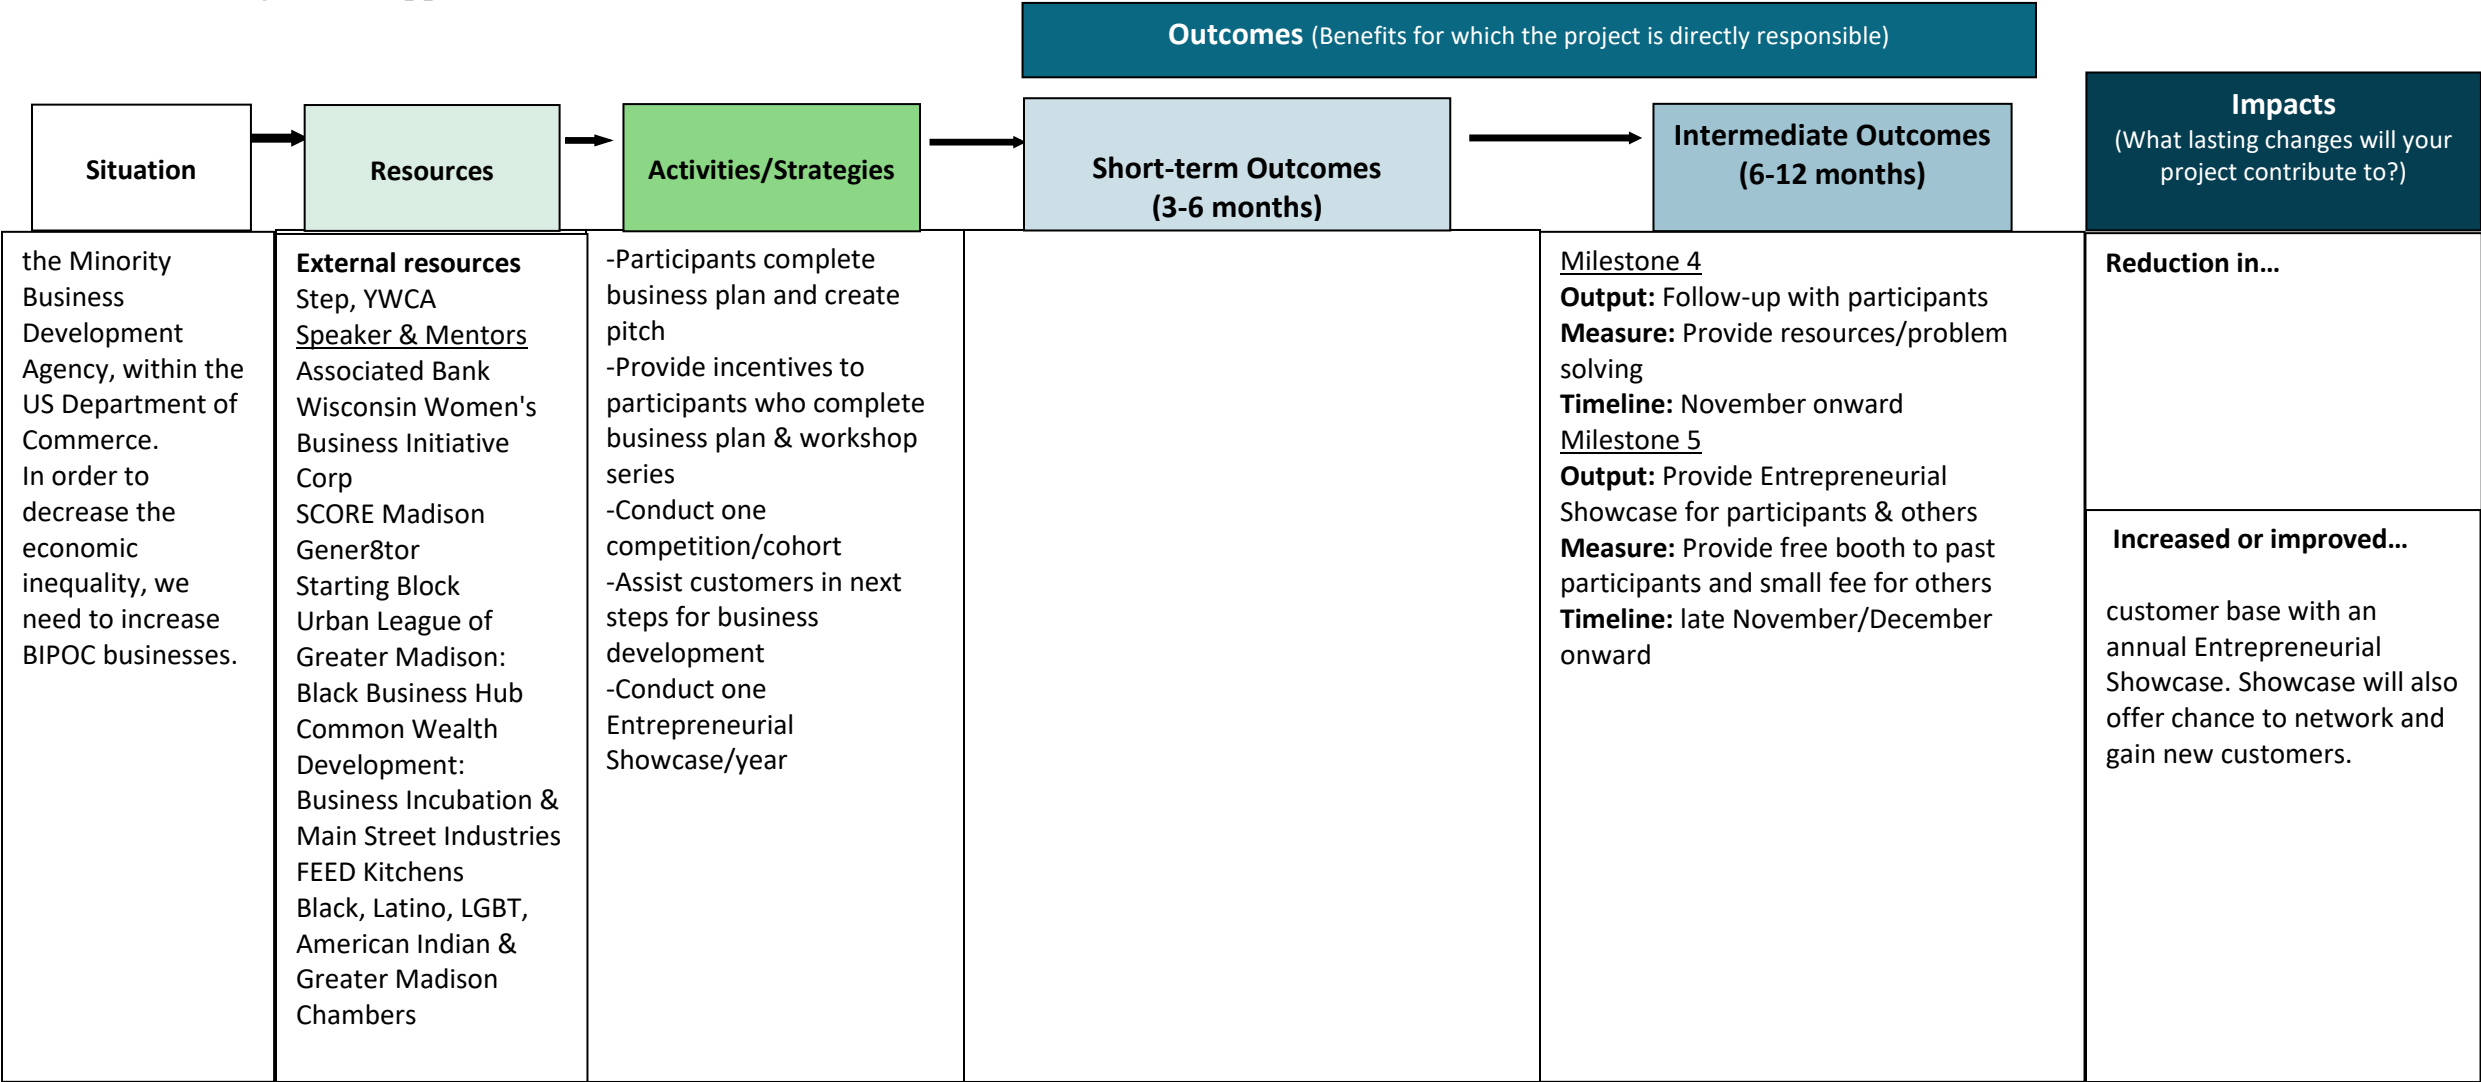 Outcomes (Benefits for which the project is directly responsible)
Situation
Resources
Activities/Strategies
Short-term Outcomes
(3-6 months)
Intermediate Outcomes
(6-12 months)
Impacts
(What lasting changes will your
project contribute to?)
the Minority
Business
Development
Agency, within the
US Department of
Commerce.
In order to
decrease the
economic
inequality, we
need to increase
BIPOC businesses.
External resources
Step, YWCA
Speaker & Mentors
Associated Bank
Wisconsin Women's
Business Initiative
Corp
SCORE Madison
Gener8tor
Starting Block
Urban League of
Greater Madison:
Black Business Hub
Common Wealth
Development:
Business Incubation &
Main Street Industries
FEED Kitchens
Black, Latino, LGBT,
American Indian &
Greater Madison
Chambers
-Participants complete
business plan and create
pitch
-Provide incentives to
participants who complete
business plan & workshop
series
-Conduct one
competition/cohort
-Assist customers in next
steps for business
development
-Conduct one
Entrepreneurial
Showcase/year
Milestone 4
Output: Follow-up with participants
Measure: Provide resources/problem
solving
Timeline: November onward
Milestone 5
Output: Provide Entrepreneurial
Showcase for participants & others
Measure: Provide free booth to past
participants and small fee for others
Timeline: late November/December
onward
Reduction in...
Increased or improved...
customer base with an
annual Entrepreneurial
Showcase. Showcase will also
offer chance to network and
gain new customers.